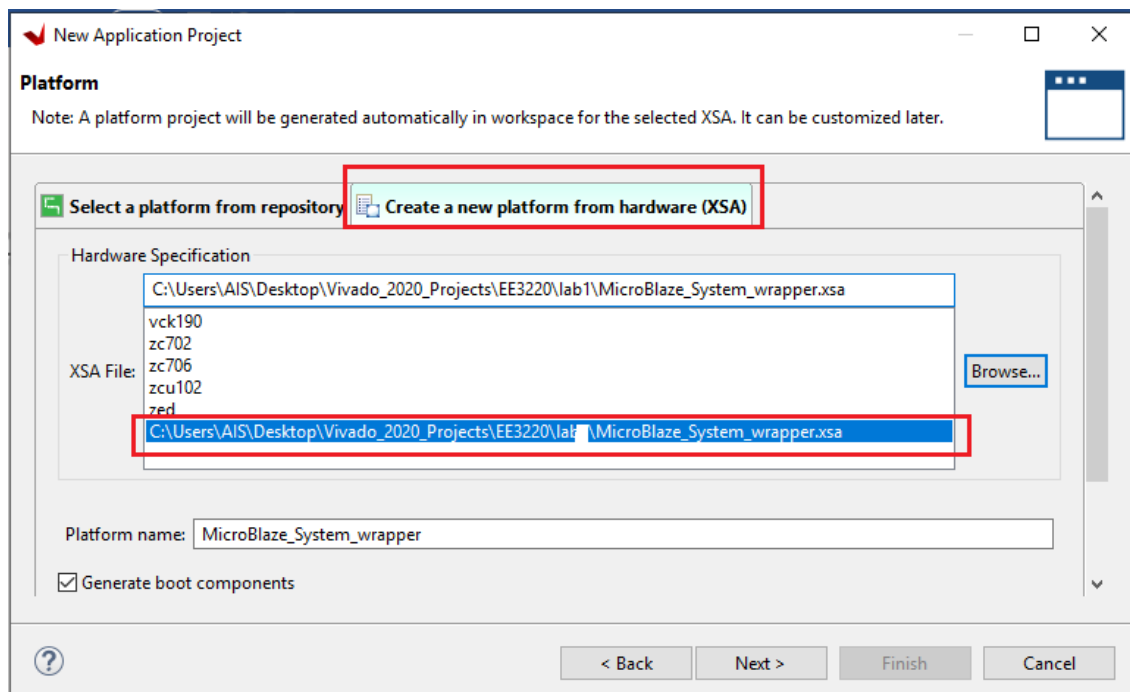 New Application Project
Platform
Note: A platform project will be generated automatically in workspace for the selected XSA. It can be customized later.
Select a platform from repository Create a new platform from hardware (XSA)
Hardware Specification
C:\Users\AIS\Desktop\Vivado_2020_Projects\EE3220\lab1\MicroBlaze_System_wrapper.xsa
vck190
zc702
XSA File: zc706 Browse...
zcu102
zed
C:\Users\AIS\Desktop\Vivado_2020_Projects\EE3220\lab \MicroBlaze_System_wrapper.xsa
Platform name: MicroBlaze_System_wrapper
Generate boot components
? < Back Next > Finish Cancel